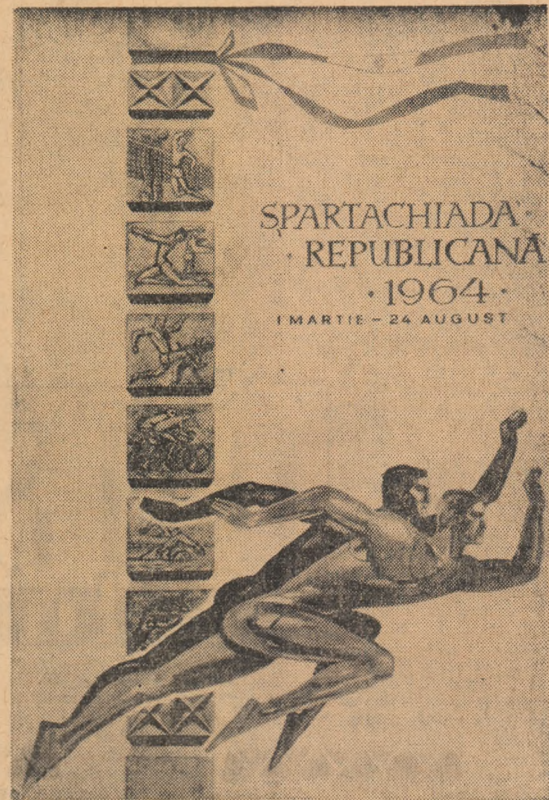 SPARTACHIADA
· REPUBLICANĂ
· 1964 ·
1 MARTIE – 24 AUGUST